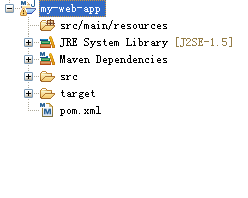 my-web-app
src/main/resources
JRE System Library [J2SE-1.5]
Maven Dependencies
src
target
pom.xml